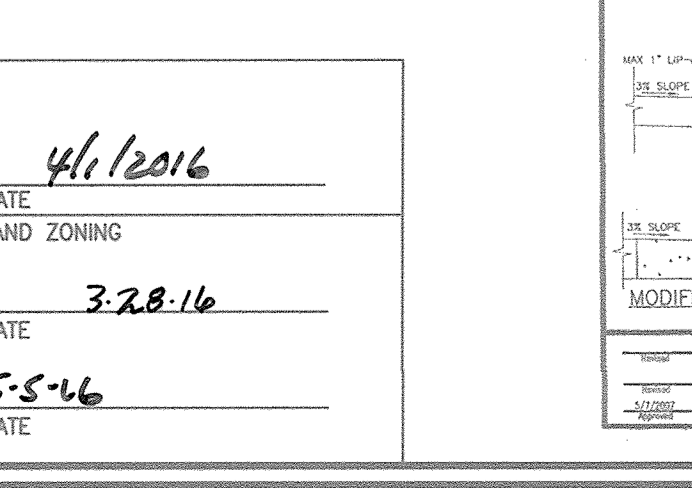 4/1/2016
ATE
AND ZONING
3.28.16
ATE
5-5-16
ATE
MAX 1" LIP
3% SLOPE
3% SLOPE
MODIF
Revised
Revised
5/7/2007
Approved